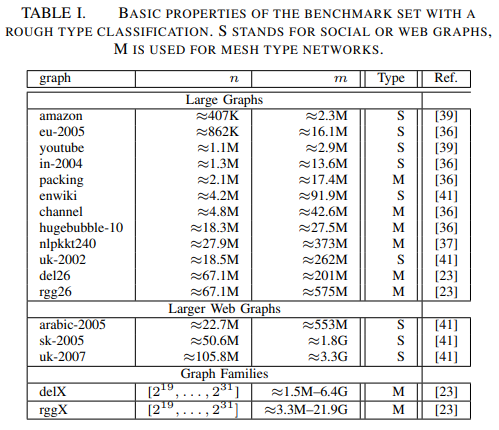 TABLE I. BASIC PROPERTIES OF THE BENCHMARK SET WITH A
ROUGH TYPE CLASSIFICATION. S STANDS FOR SOCIAL OR WEB GRAPHS,
M IS USED FOR MESH TYPE NETWORKS.
graph n m Type Ref.
Large Graphs
amazon ≈407K ≈2.3M S [39]
eu-2005 ≈862K ≈16.1M S [36]
youtube ≈1.1M ≈2.9M S [39]
in-2004 ≈1.3M ≈13.6M S [36]
packing ≈2.1M ≈17.4M M [36]
enwiki ≈4.2M ≈91.9M S [41]
channel ≈4.8M ≈42.6M M [36]
hugebubble-10 ≈18.3M ≈27.5M M [36]
nlpkkt240 ≈27.9M ≈373M M [37]
uk-2002 ≈18.5M ≈262M S [41]
del26 ≈67.1M ≈201M M [23]
rgg26 ≈67.1M ≈575M M [23]
Larger Web Graphs
arabic-2005 ≈22.7M ≈553M S [41]
sk-2005 ≈50.6M ≈1.8G S [41]
uk-2007 ≈105.8M ≈3.3G S [41]
Graph Families
delX [2^19, . . . , 2^31] ≈1.5M–6.4G M [23]
rggX [2^19, . . . , 2^31] ≈3.3M–21.9G M [23]